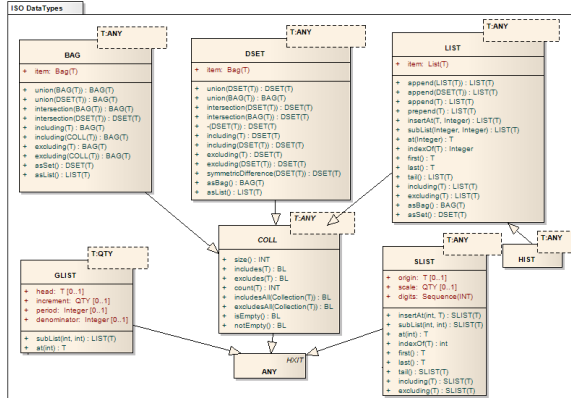 ISO DataTypes
T:ANY
BAG
+ item: Bag(T)
+ union(BAG(T)) : BAG(T)
+ union(DSET(T)) : BAG(T)
+ intersection(BAG(T)) : BAG(T)
+ intersection(DSET(T)) : DSET(T)
+ including(T) : BAG(T)
+ including(COLL(T)) : BAG(T)
+ excluding(T) : BAG(T)
+ excluding(COLL(T)) : BAG(T)
+ asSet() : DSET(T)
+ asList() : LIST(T)
T:ANY
DSET
+ item: Bag(T)
+ union(DSET(T)) : DSET(T)
+ union(BAG(T)) : BAG(T)
+ intersection(DSET(T)) : DSET(T)
+ intersection(BAG(T)) : DSET(T)
+ -(DSET(T)) : DSET(T)
+ including(T) : DSET(T)
+ including(DSET(T)) : DSET(T)
+ excluding(T) : DSET(T)
+ excluding(DSET(T)) : DSET(T)
+ symmetricDifference(DSET(T)) : DSET(T)
+ asBag() : BAG(T)
+ asList() : LIST(T)
T:ANY
LIST
+ item: List(T)
+ append(LIST(T)) : LIST(T)
+ append(DSET(T)) : LIST(T)
+ append(T) : LIST(T)
+ prepend(T) : LIST(T)
+ insertAt(T, Integer) : LIST(T)
+ subList(Integer, Integer) : LIST(T)
+ at(Integer) : T
+ indexOf(T) : Integer
+ first() : T
+ last() : T
+ tail() : LIST(T)
+ including(T) : LIST(T)
+ excluding(T) : LIST(T)
+ asBag() : BAG(T)
+ asSet() : DSET(T)
T:ANY
COLL
+ size() : INT
+ includes(T) : BL
+ excludes(T) : BL
+ count(T) : INT
+ includesAll(Collection(T)) : BL
+ excludesAll(Collection(T)) : BL
+ isEmpty() : BL
+ notEmpty() : BL
T:QTY
GLIST
+ head: T [0..1]
+ increment: QTY [0..1]
+ period: Integer [0..1]
+ denominator: Integer [0..1]
+ subList(int, int) : LIST(T)
+ at(int) : T
T:ANY
SLIST
+ origin: T [0..1]
+ scale: QTY [0..1]
+ digits: Sequence(INT)
+ insertAt(int, T) : SLIST(T)
+ subList(int, int) : SLIST(T)
+ at(int) : T
+ indexOf(T) : int
+ first() : T
+ last() : T
+ tail() : SLIST(T)
+ including(T) : SLIST(T)
+ excluding(T) : SLIST(T)
T:ANY
HIST
HXIT
ANY